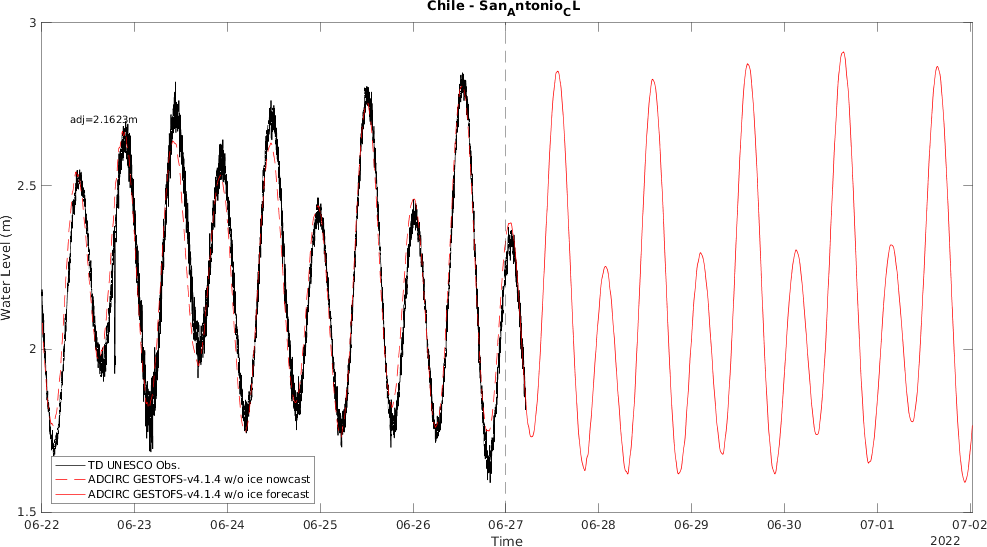 Chile - SanAntonioCL
3
2.5
2
1.5
Water Level (m)
adj=2.1623m
TD UNESCO Obs.
ADCIRC GESTOFS-v4.1.4 w/o ice nowcast
ADCIRC GESTOFS-v4.1.4 w/o ice forecast
06-22 06-23 06-24 06-25 06-26 06-27 06-28 06-29 06-30 07-01 07-02
Time
2022